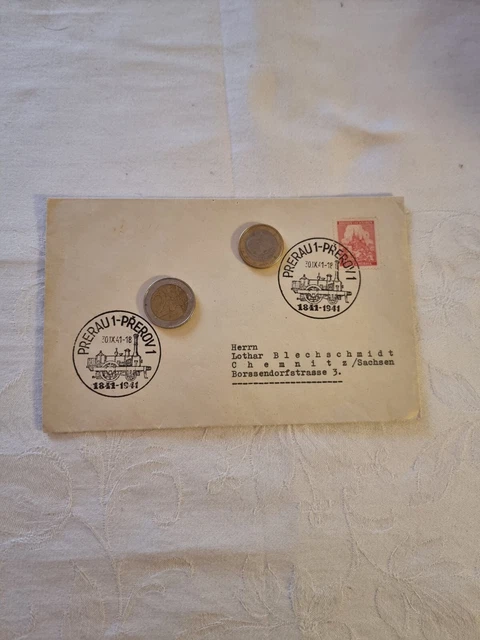 PRERAU 1 - PŘEROV 1
30.IX.41-18
1841-1941
PRERAU 1 - PŘEROV 1
30.IX.41-18
1841-1941
Herrn
Lothar Blechschmidt
Chemnitz/Sachsen
Borssendorfstrasse 3.